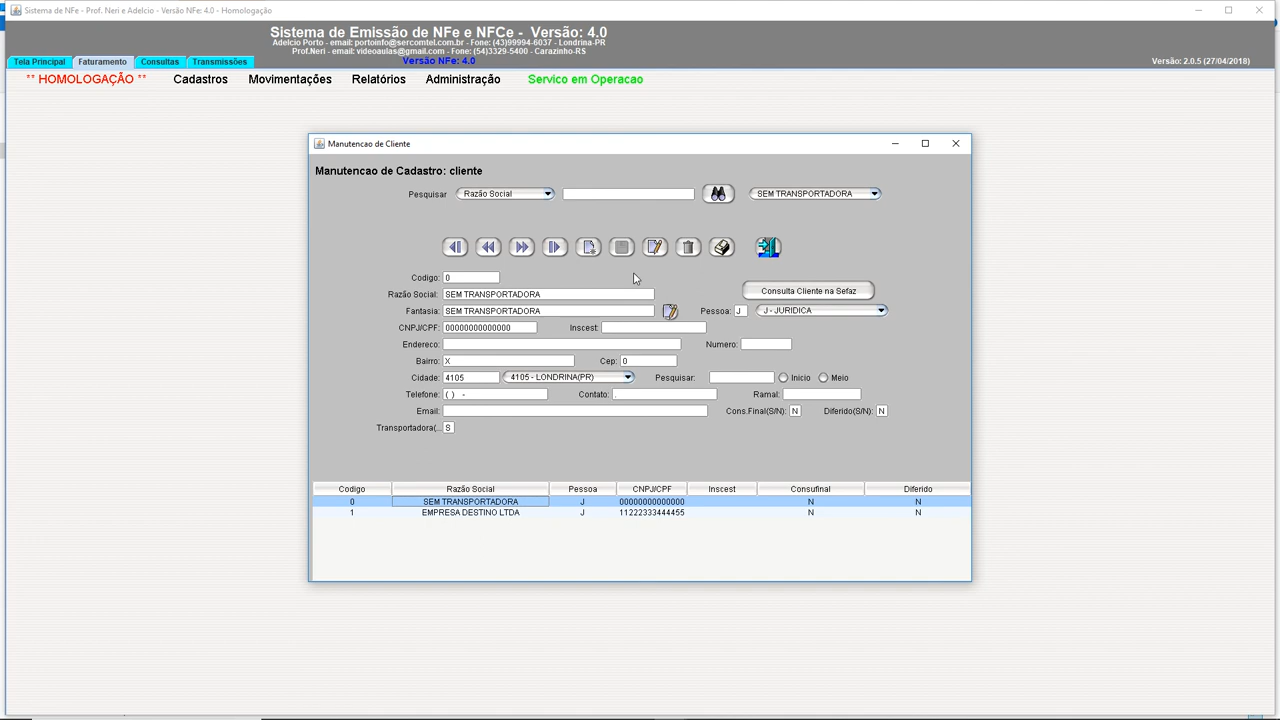 Sistema de NFe - Prof. Neri e Adelcio - Versão NFe: 4.0 - Homologação
Sistema de Emissão de NFe e NFCe - Versão: 4.0
Adelcio Porto - email: portoinfo@sercomtel.com.br - Fone: (43)99994-6037 - Londrina-PR
Prof.Neri - email: videoaulas@gmail.com - Fone: (54)3329-5400 - Carazinho-RS
Versão NFe: 4.0
Tela Principal Faturamento Consultas Transmissões Versão: 2.0.5 (27/04/2018)
** HOMOLOGAÇÃO ** Cadastros Movimentações Relatórios Administração Servico em Operacao
Manutencao de Cliente
Manutencao de Cadastro: cliente
Pesquisar Razão Social SEM TRANSPORTADORA
Codigo: 0
Consulta Cliente na Sefaz
Razão Social: SEM TRANSPORTADORA
Fantasia: SEM TRANSPORTADORA Pessoa: J J - JURIDICA
CNPJ/CPF: 00000000000000 Inscest:
Endereco: Numero:
Bairro: X Cep: 0
Cidade: 4105 4105 - LONDRINA(PR) Pesquisar: Inicio Meio
Telefone: ( ) - Contato: . Ramal:
Email: Cons.Final(S/N): N Diferido(S/N): N
Transportadora(... S
Codigo Razão Social Pessoa CNPJ/CPF Inscest Consufinal Diferido
0 SEM TRANSPORTADORA J 00000000000000 N N
1 EMPRESA DESTINO LTDA J 11222333444455 N N